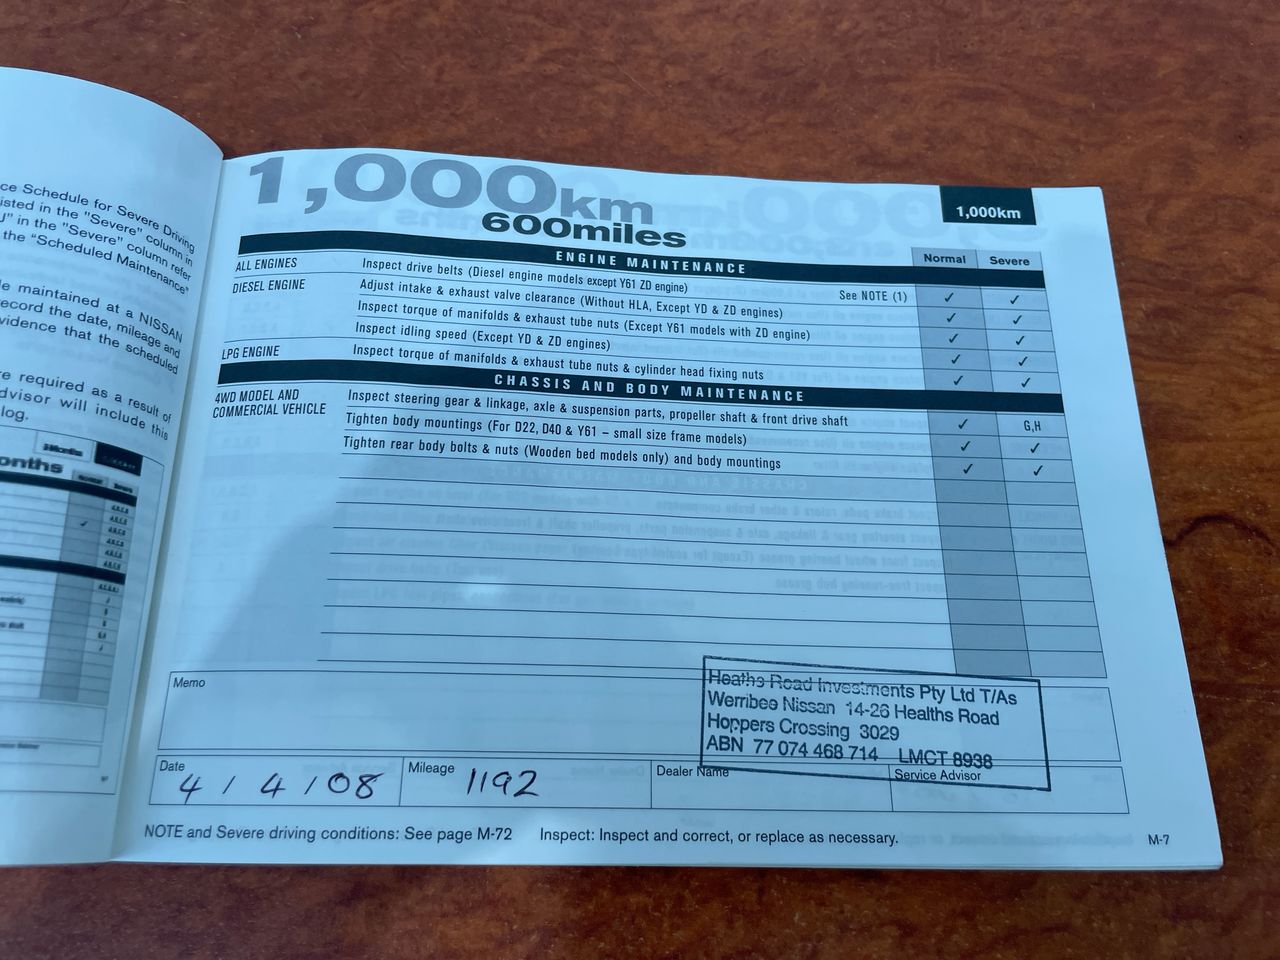 ce Schedule for Severe Driving
isted in the "Severe" column in
J" in the "Severe" column refer
the "Scheduled Maintenance"
le maintained at a NISSAN
record the date, mileage and
vidence that the scheduled
re required as a result of
dvisor will include this
log.
onths
1,000km
600miles
1,000km
ENGINE MAINTENANCE
Normal Severe
ALL ENGINES Inspect drive belts (Diesel engine models except Y61 ZD engine) ✓ ✓
DIESEL ENGINE Adjust intake & exhaust valve clearance (Without HLA, Except YD & ZD engines) See NOTE (1) ✓ ✓
Inspect torque of manifolds & exhaust tube nuts (Except Y61 models with ZD engine) ✓ ✓
Inspect idling speed (Except YD & ZD engines) ✓ ✓
LPG ENGINE Inspect torque of manifolds & exhaust tube nuts & cylinder head fixing nuts ✓ ✓
CHASSIS AND BODY MAINTENANCE
4WD MODEL AND
COMMERCIAL VEHICLE
Inspect steering gear & linkage, axle & suspension parts, propeller shaft & front drive shaft ✓ G,H
Tighten body mountings (For D22, D40 & Y61 – small size frame models) ✓ ✓
Tighten rear body bolts & nuts (Wooden bed models only) and body mountings ✓ ✓
Memo
Heaths Road Investments Pty Ltd T/As
Werribee Nissan 14-26 Healths Road
Hoppers Crossing 3029
ABN 77 074 468 714 LMCT 8938
Date 4 / 4 / 08
Mileage 1192
Dealer Name
Service Advisor
NOTE and Severe driving conditions: See page M-72 Inspect: Inspect and correct, or replace as necessary.
M-7